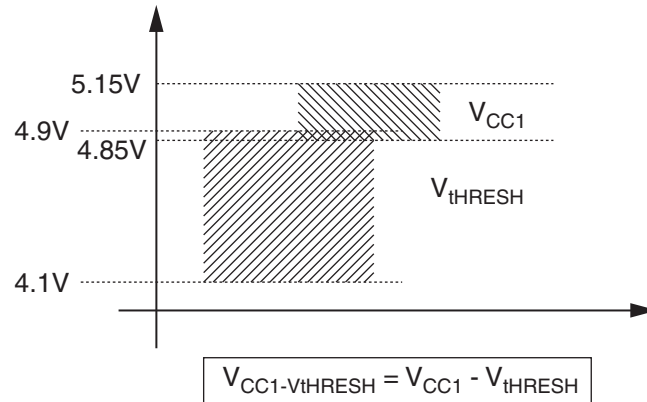 5.15V
V_CC1
4.9V
4.85V
V_tHRESH
4.1V
V_CC1-VtHRESH = V_CC1 - V_tHRESH